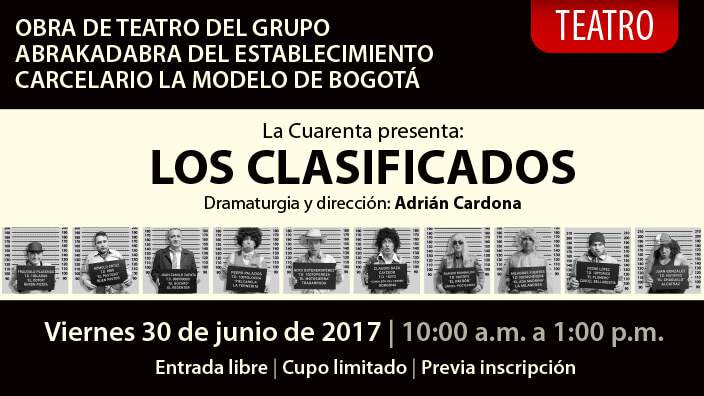 OBRA DE TEATRO DEL GRUPO
ABRAKADABRA DEL ESTABLECIMIENTO
CARCELARIO LA MODELO DE BOGOTÁ
TEATRO
La Cuarenta presenta:
LOS CLASIFICADOS
Dramaturgia y dirección: Adrián Cardona
Viernes 30 de junio de 2017 | 10:00 a.m. a 1:00 p.m.
Entrada libre | Cupo limitado | Previa inscripción